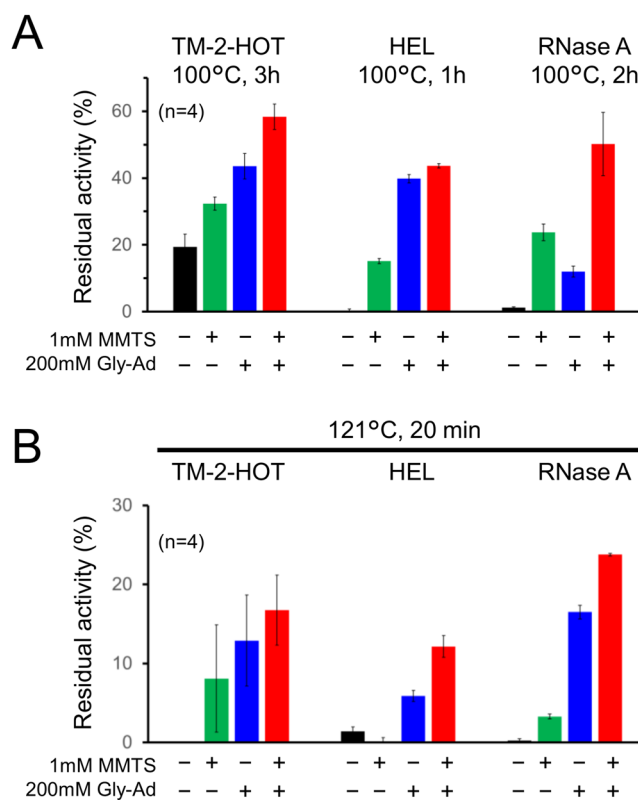 A
TM-2-HOT HEL RNase A
100°C, 3h 100°C, 1h 100°C, 2h
(n=4)
Residual activity (%)
60
40
20
0
1mM MMTS − + − + − + − + − + − +
200mM Gly-Ad − − + + − − + + − − + +
B
121°C, 20 min
TM-2-HOT HEL RNase A
(n=4)
Residual activity (%)
30
20
10
0
1mM MMTS − + − + − + − + − + − +
200mM Gly-Ad − − + + − − + + − − + +